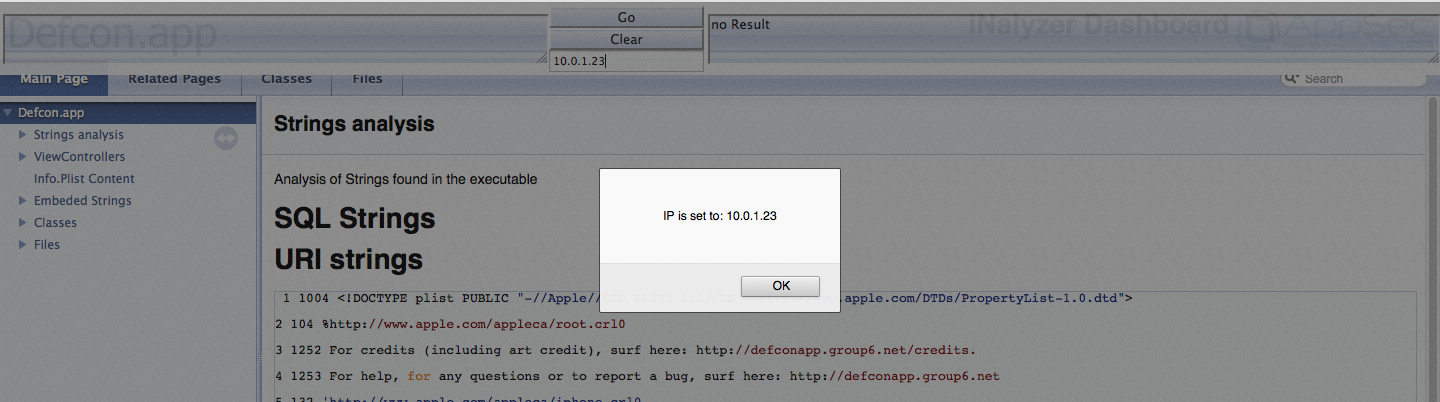 Defcon.app
Go
Clear
10.0.1.23
no Result
iNalyzer Dashboard
AppSec
Main Page
Related Pages
Classes
Files
Search
Defcon.app
Strings analysis
ViewControllers
Info.Plist Content
Embeded Strings
Classes
Files
Strings analysis
Analysis of Strings found in the executable
SQL Strings
URI strings
IP is set to: 10.0.1.23
OK
1 1004 <!DOCTYPE plist PUBLIC "-//Apple//
.apple.com/DTDs/PropertyList-1.0.dtd">
2 104 %http://www.apple.com/appleca/root.crl0
3 1252 For credits (including art credit), surf here: http://defconapp.group6.net/credits.
4 1253 For help, for any questions or to report a bug, surf here: http://defconapp.group6.net
5 132 'http://www.apple.com/appleca/iphone.crl0